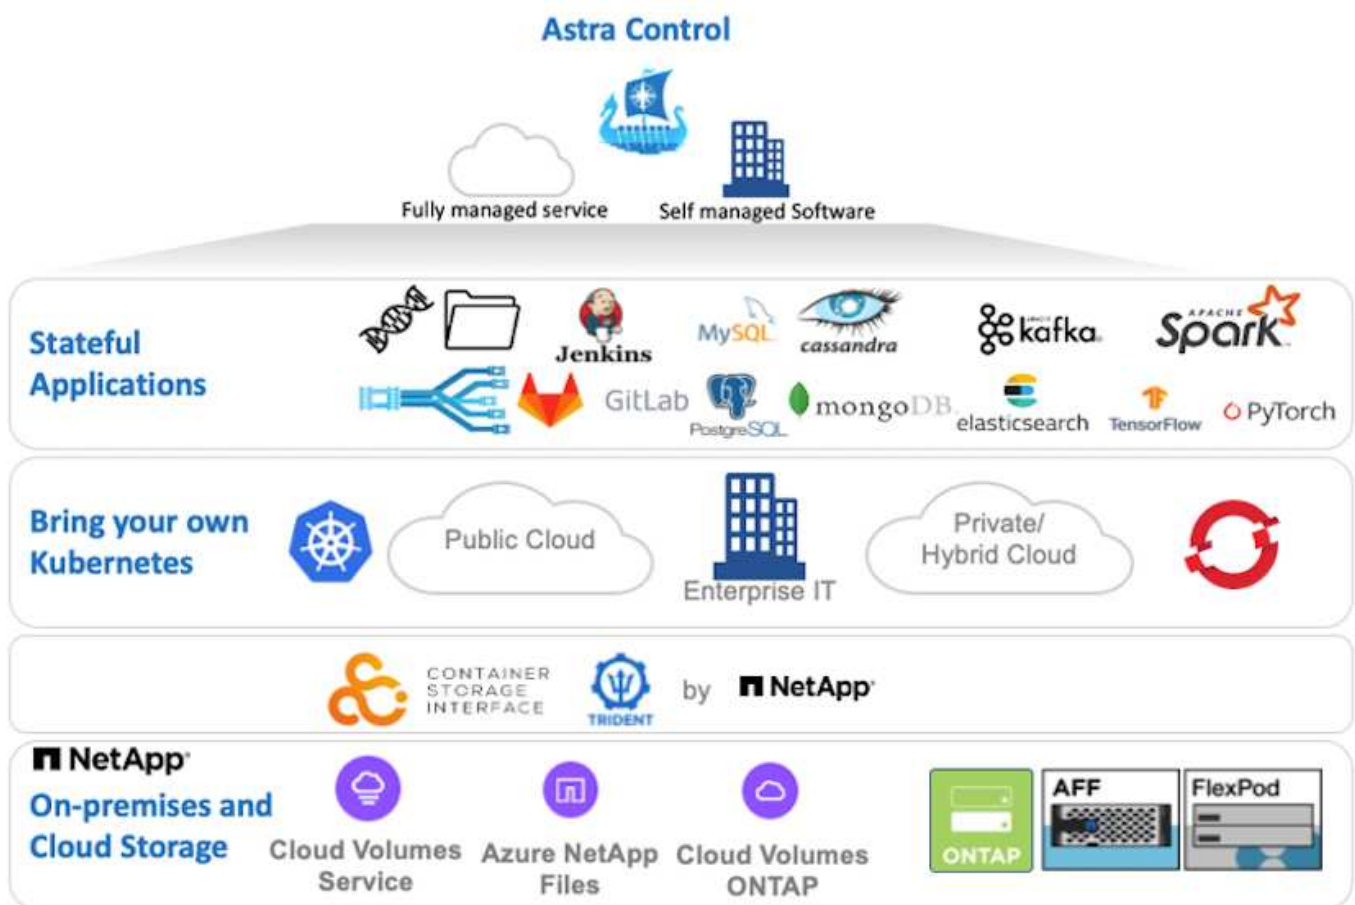 Astra Control
Fully managed service
Self managed Software
Stateful
Applications
Jenkins
MySQL
cassandra
APACHE
kafka
APACHE
Spark
GitLab
PostgreSQL
mongoDB
elasticsearch
TensorFlow
PyTorch
Bring your own
Kubernetes
Public Cloud
Enterprise IT
Private/
Hybrid Cloud
CONTAINER
STORAGE
INTERFACE
TRIDENT
by
NetApp
NetApp
On-premises and
Cloud Storage
Cloud Volumes
Service
Azure NetApp
Files
Cloud Volumes
ONTAP
ONTAP
AFF
FlexPod